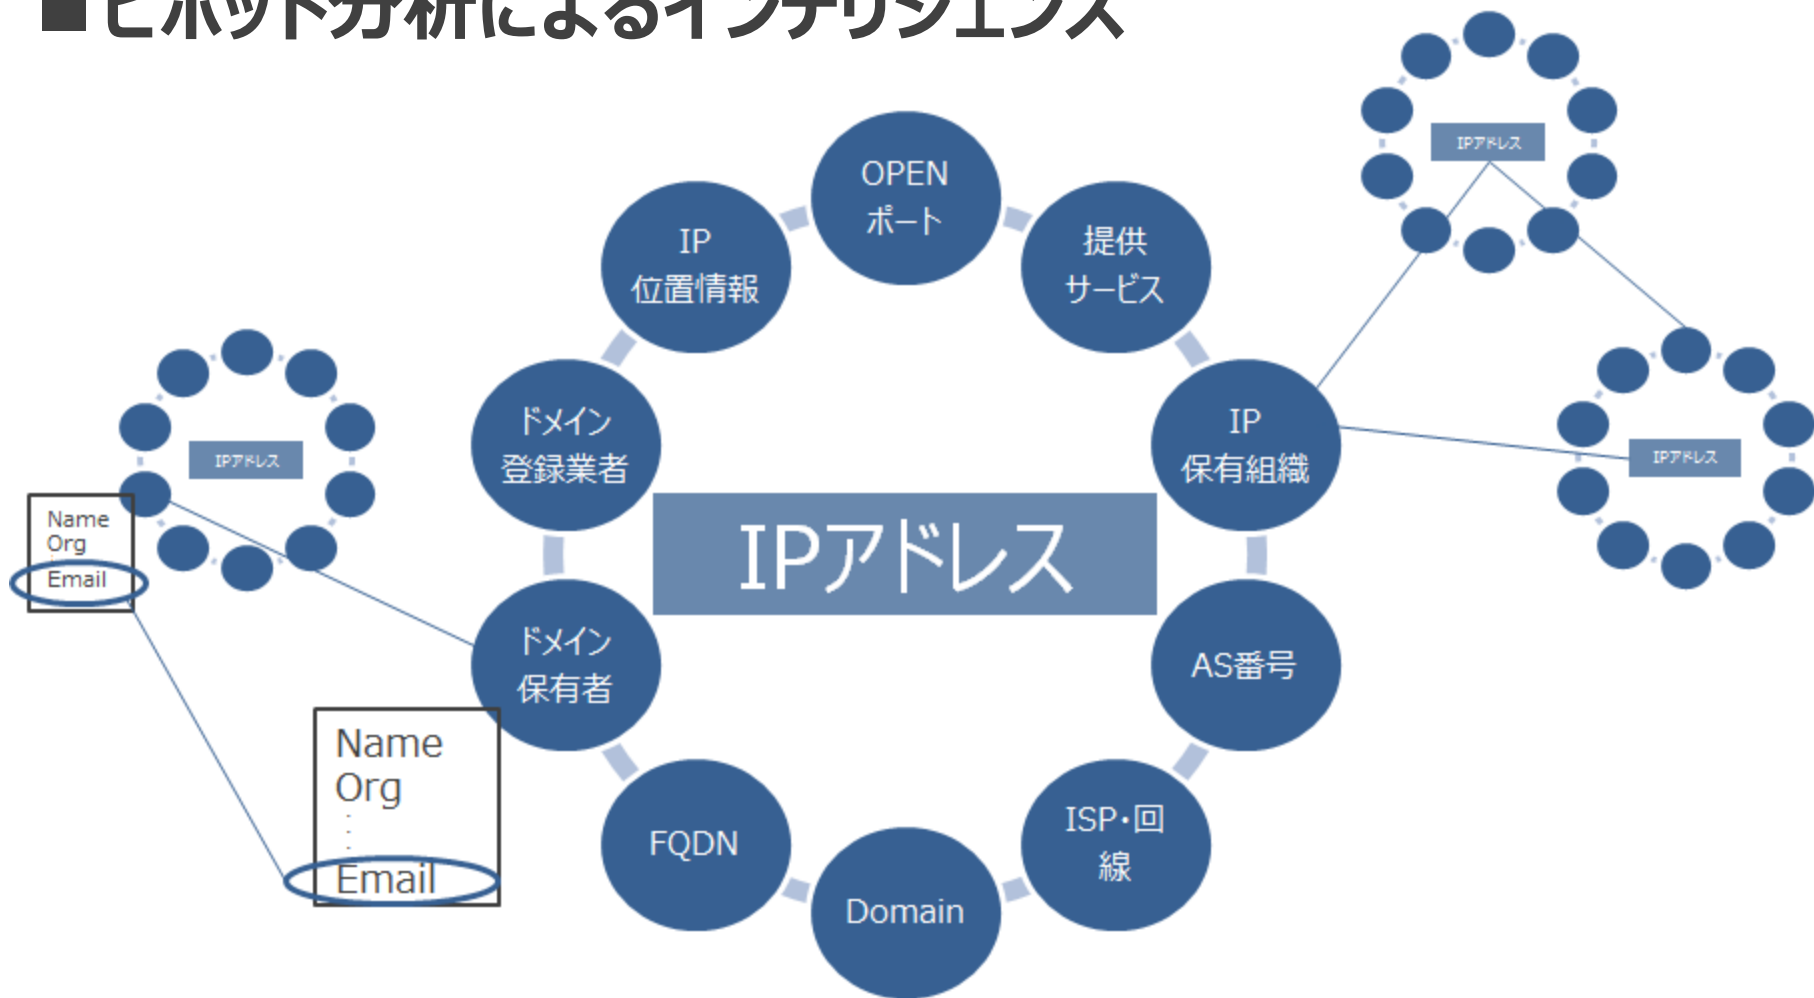 ■ピボット分析によるインテリジェンス
OPEN
ポート
IP
位置情報
提供
サービス
ドメイン
登録業者
IP
保有組織
IPアドレス
ドメイン
保有者
AS番号
FQDN
ISP・回
線
Domain
Name
Org
Email
IPアドレス
Name
Org
Email
IPアドレス
IPアドレス